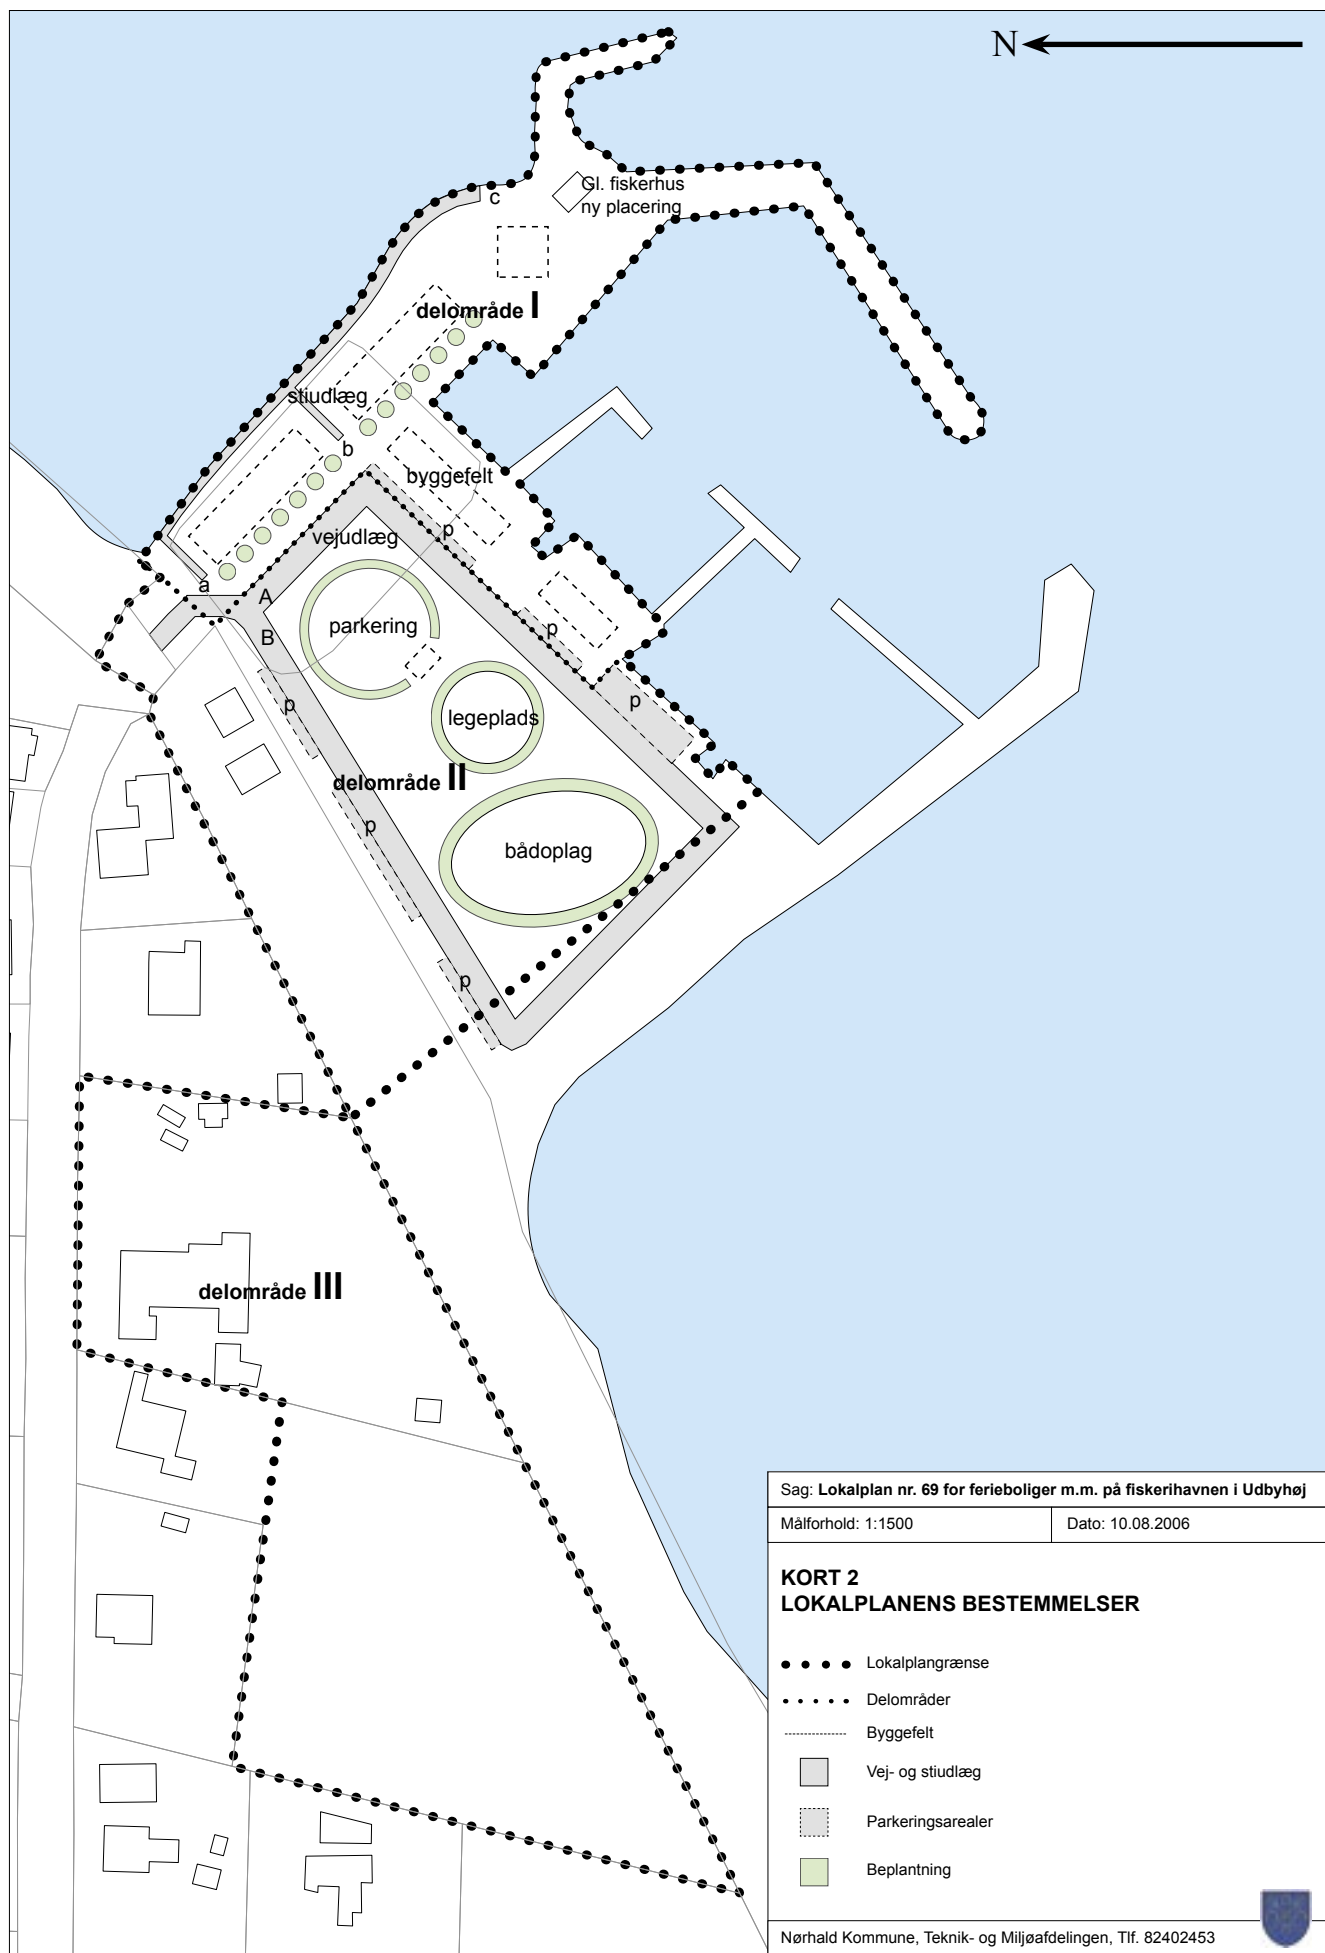 N
Gl. fiskerhus
ny placering
c
delområde I
stiudlæg
b
byggefelt
p
vejudlæg
a
A
B
parkering
p
p
p
legeplads
delområde II
p
bådoplag
p
delområde III
Sag: Lokalplan nr. 69 for ferieboliger m.m. på fiskerihavnen i Udbyhøj
Målforhold: 1:1500
Dato: 10.08.2006
KORT 2
LOKALPLANENS BESTEMMELSER
Lokalplangrænse
Delområder
Byggefelt
Vej- og stiudlæg
Parkeringsarealer
Beplantning
Nørhald Kommune, Teknik- og Miljøafdelingen, Tlf. 82402453